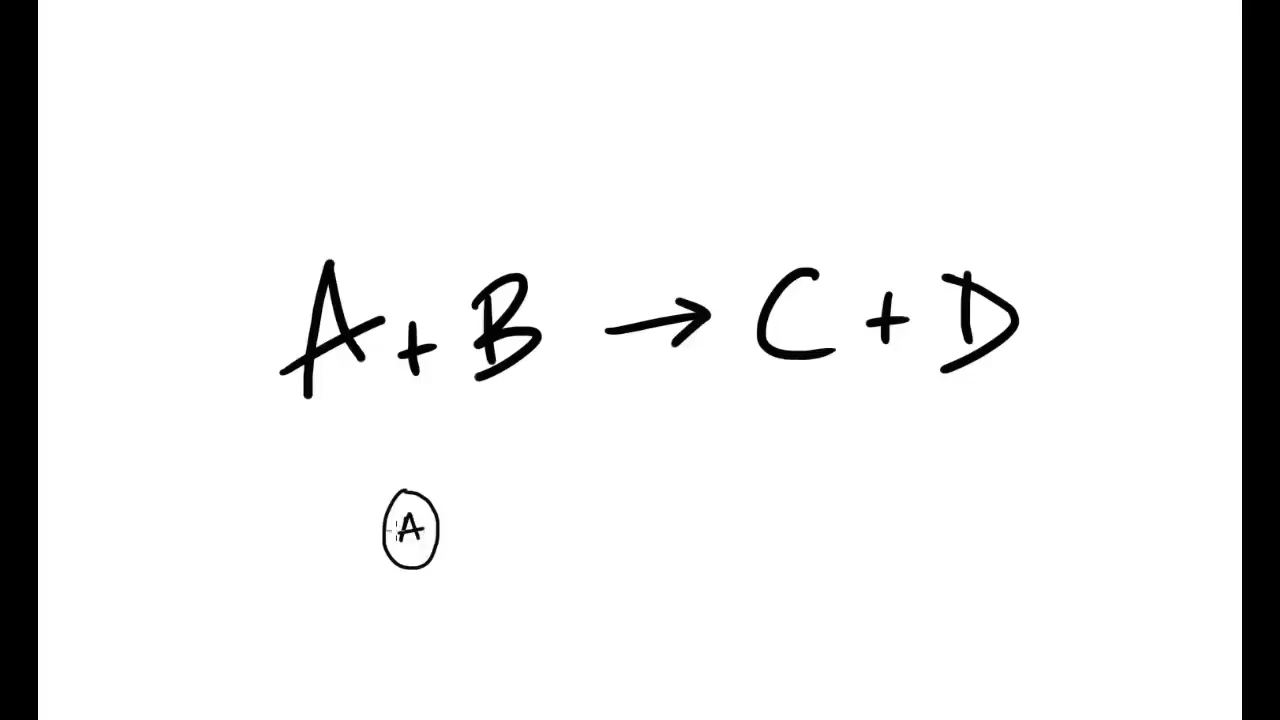 A + B → C + D
A